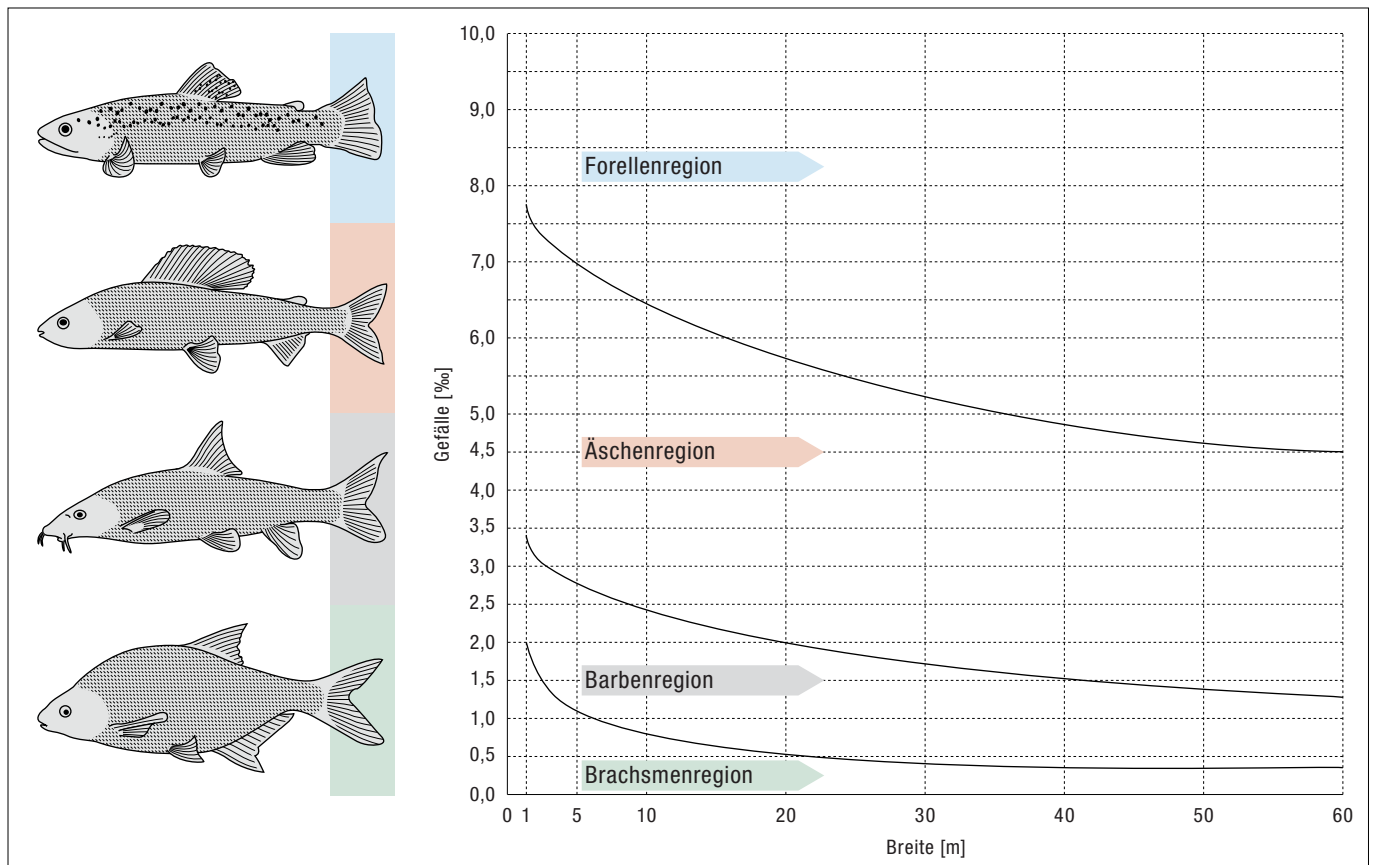 10,0
9,0
8,0
7,0
6,0
5,0
4,5
4,0
3,5
3,0
2,5
2,0
1,5
1,0
0,5
0,0
Gefälle [‰]
Forellenregion
Äschenregion
Barbenregion
Brachsmenregion
0 1 5 10 20 30 40 50 60
Breite [m]